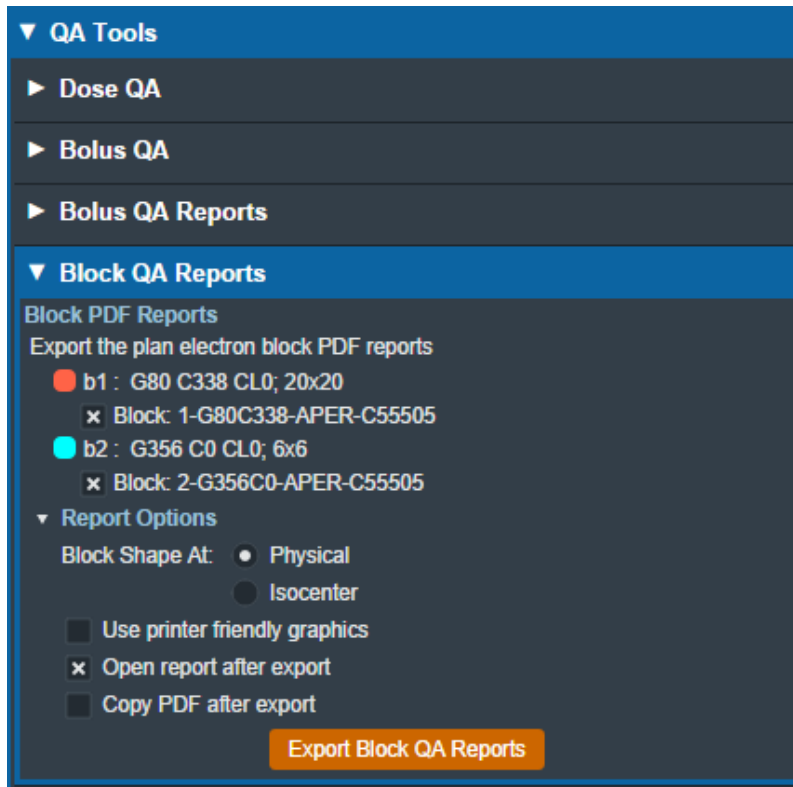 QA Tools
Dose QA
Bolus QA
Bolus QA Reports
Block QA Reports
Block PDF Reports
Export the plan electron block PDF reports
b1 : G80 C338 CL0; 20x20
Block: 1-G80C338-APER-C55505
b2 : G356 C0 CL0; 6x6
Block: 2-G356C0-APER-C55505
Report Options
Block Shape At: Physical
Isocenter
Use printer friendly graphics
Open report after export
Copy PDF after export
Export Block QA Reports